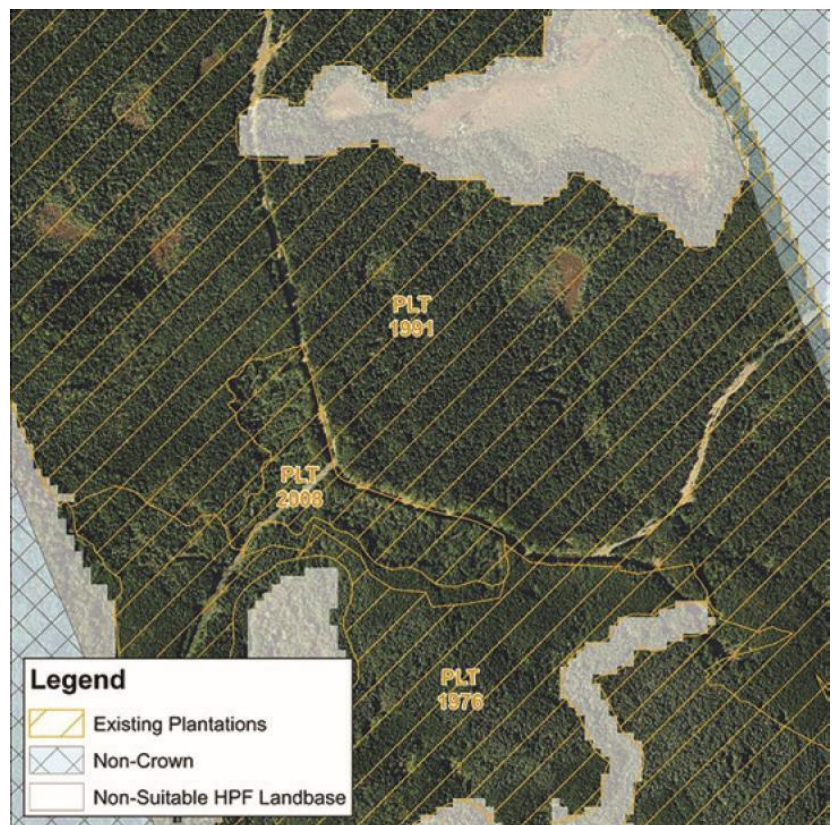 PLT
1991
PLT
2008
PLT
1976
Legend
Existing Plantations
Non-Crown
Non-Suitable HPF Landbase